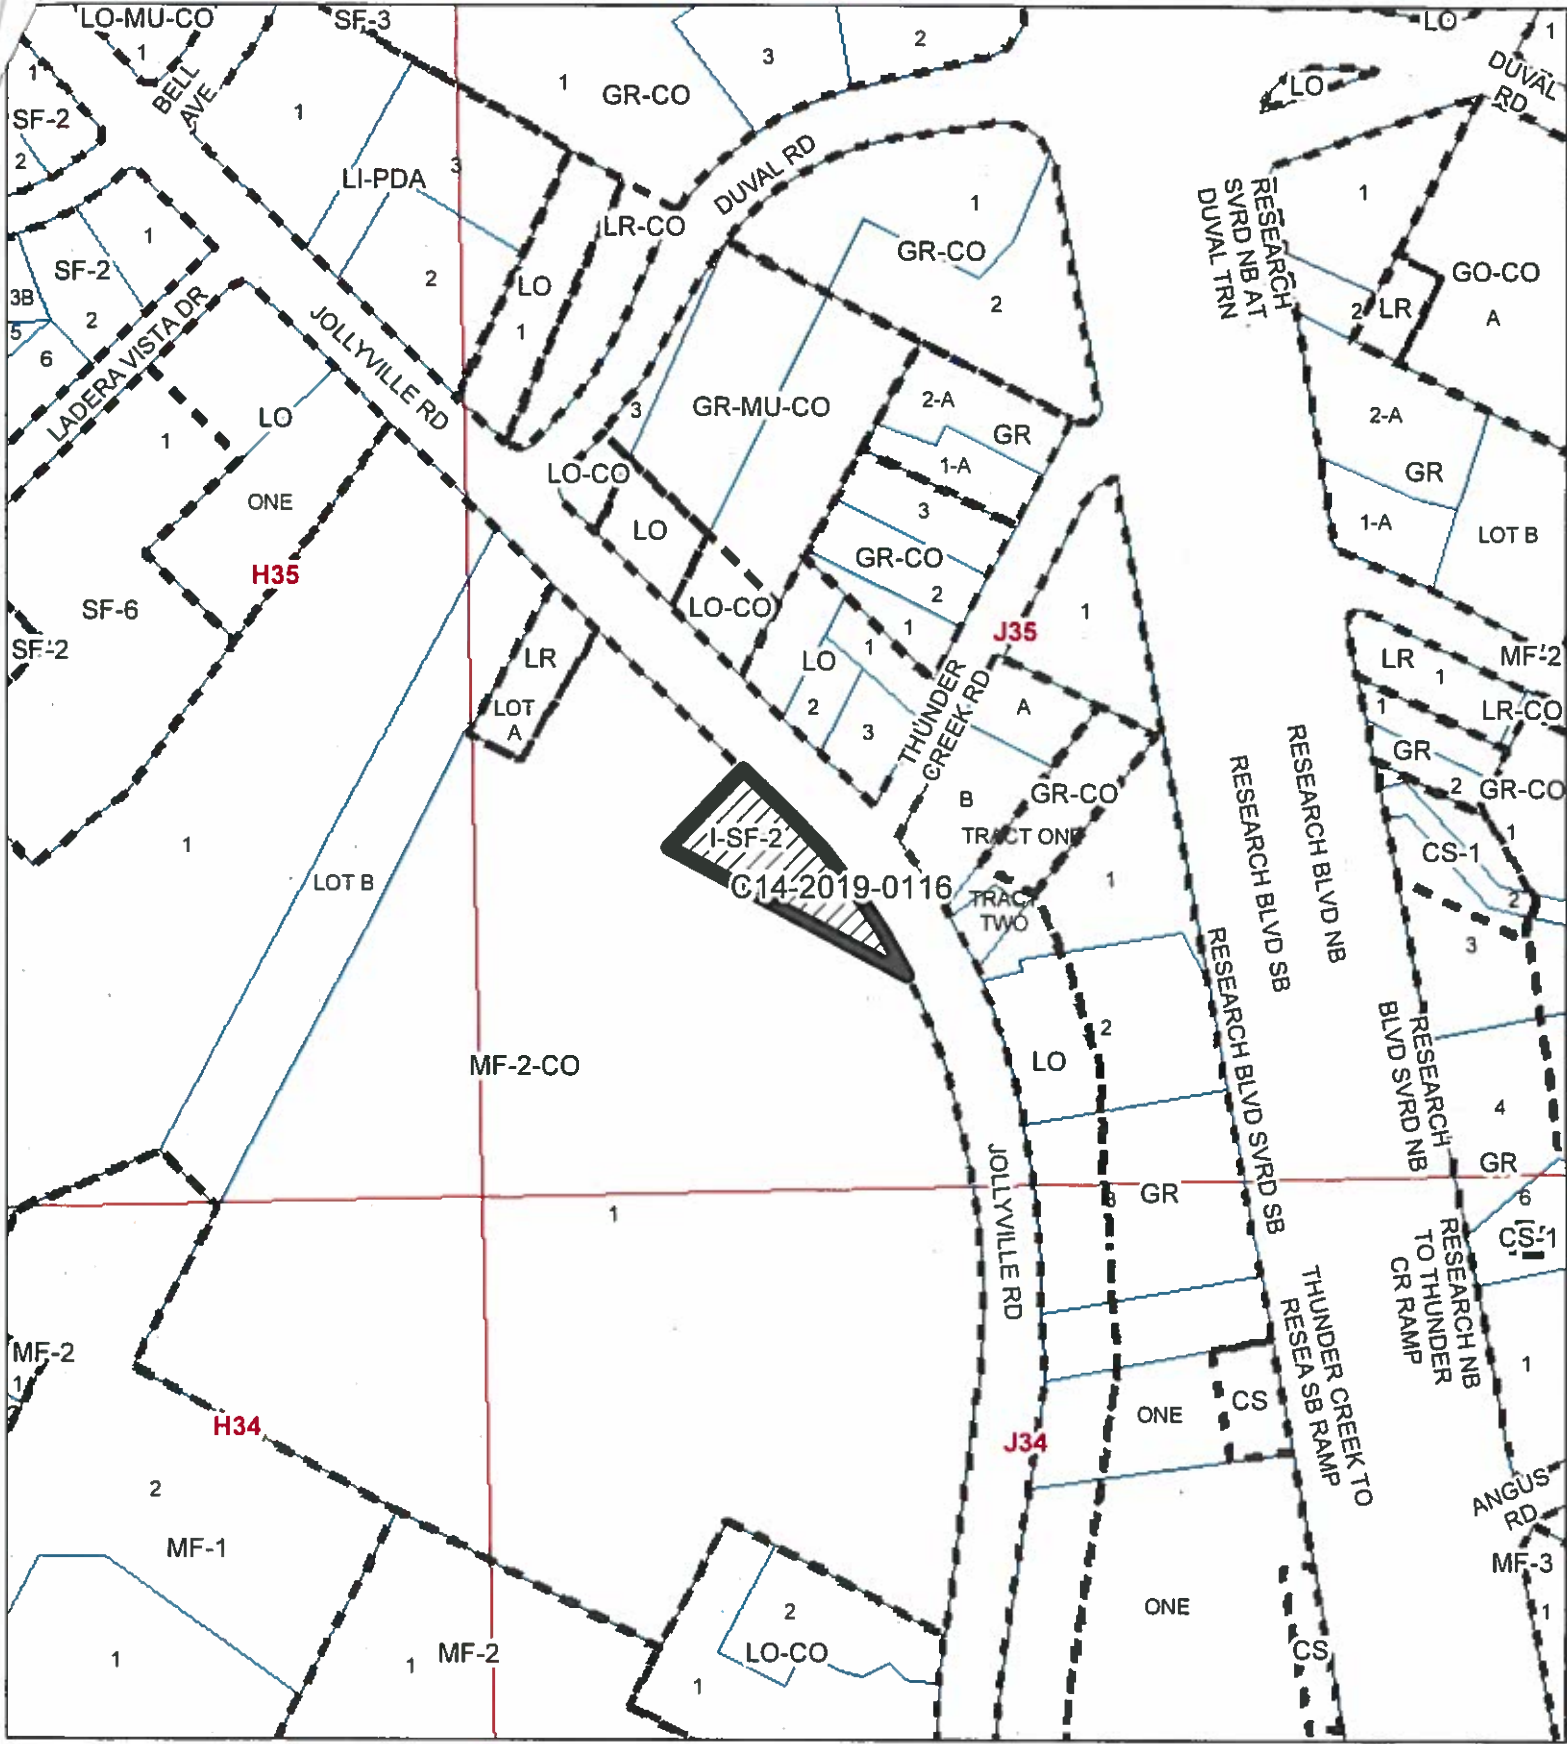 LO-MU-CO
1
SF-3
1
GR-CO
3
2
LO
1
DUVAL
RD
LO
1
BELL
AVE
1
SF-2
2
LI-PDA
3
DUVAL RD
1
GR-CO
2
RESEARCH
SVRD NB AT
DUVAL TRN
1
GO-CO
A
LR
2
LR-CO
1
SF-2
2
3B
5
6
LADERA VISTA DR
JOLLYVILLE RD
2
LO
1
3
GR-MU-CO
2-A
GR
1-A
3
GR-CO
2
1
2-A
GR
1-A
LOT B
LO
1
ONE
H35
SF-6
SF-2
LO-CO
LO
LO-CO
1
LO
2
3
J35
1
THUNDER
CREEK RD
A
B
GR-CO
TRACT ONE
1
TRACT
TWO
LR
LOT
A
LR
1
MF-2
LR-CO
1
GR
2
GR-CO
1
CS-1
2
3
I-SF-2
C14-2019-0116
1
LOT B
RESEARCH BLVD SB
RESEARCH BLVD NB
RESEARCH BLVD SVRD SB
RESEARCH
BLVD SVRD NB
MF-2-CO
1
2
LO
JOLLYVILLE RD
3
GR
4
GR
6
CS-1
RESEARCH NB
TO THUNDER
CR RAMP
THUNDER CREEK TO
RESEA SB RAMP
1
MF-2
1
H34
J34
ONE
CS
ANGUS
RD
2
MF-1
1
1
MF-2
2
LO-CO
1
ONE
CS
MF-3
1